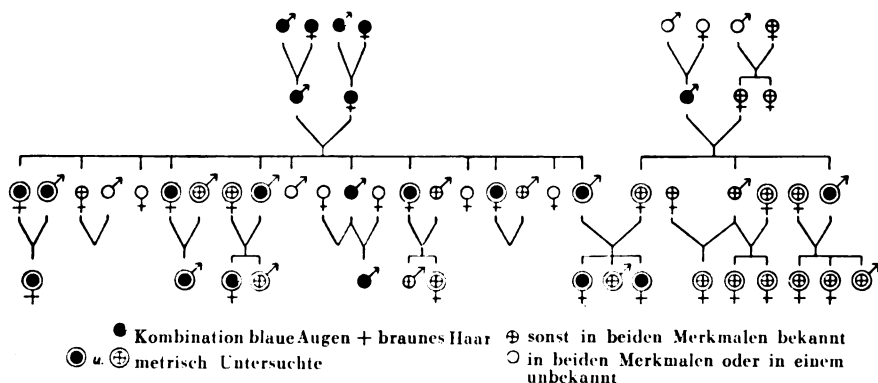 Kombination blaue Augen + braunes Haar
sonst in beiden Merkmalen bekannt
u. metrisch Untersuchte
in beiden Merkmalen oder in einem
unbekannt